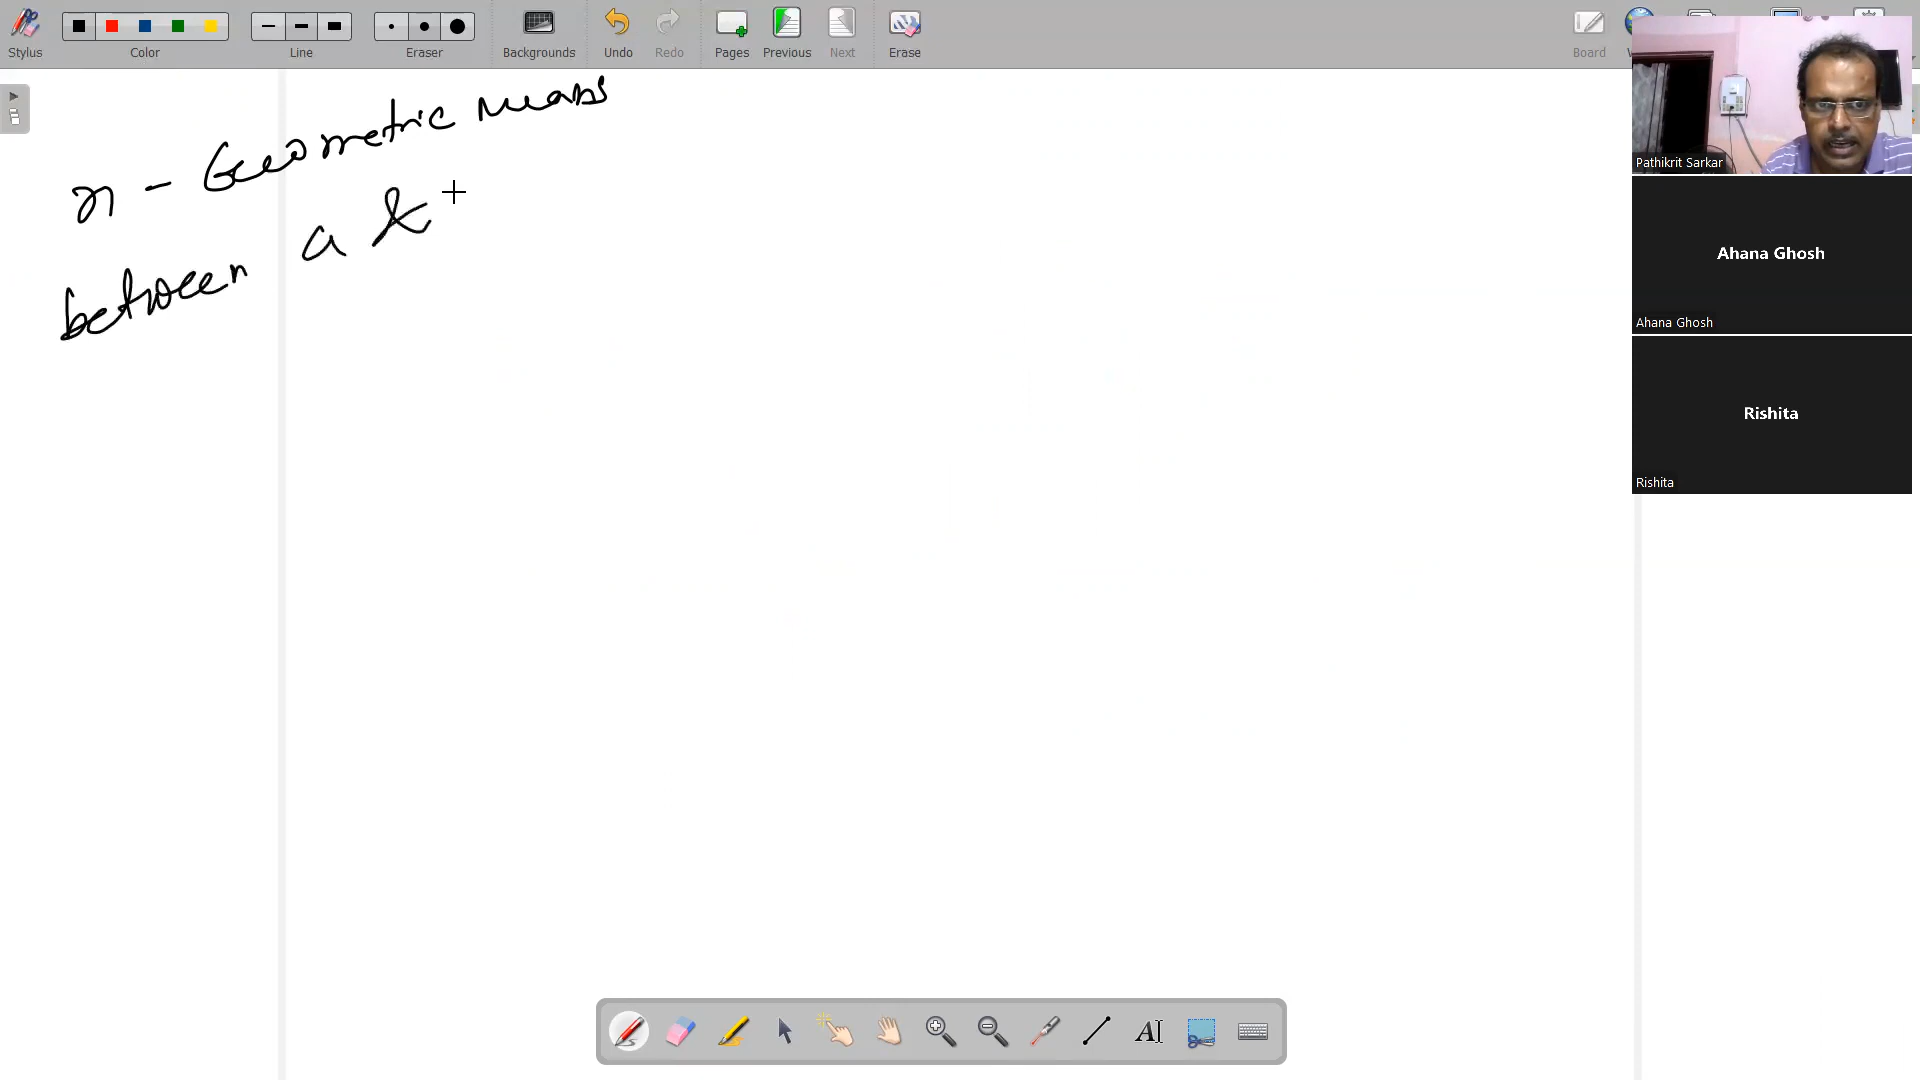 Stylus
Color
Line
Eraser
Backgrounds
Undo
Redo
Pages
Previous
Next
Erase
Board
n - Geometric means
between a &
Pathikrit Sarkar
Ahana Ghosh
Ahana Ghosh
Rishita
Rishita